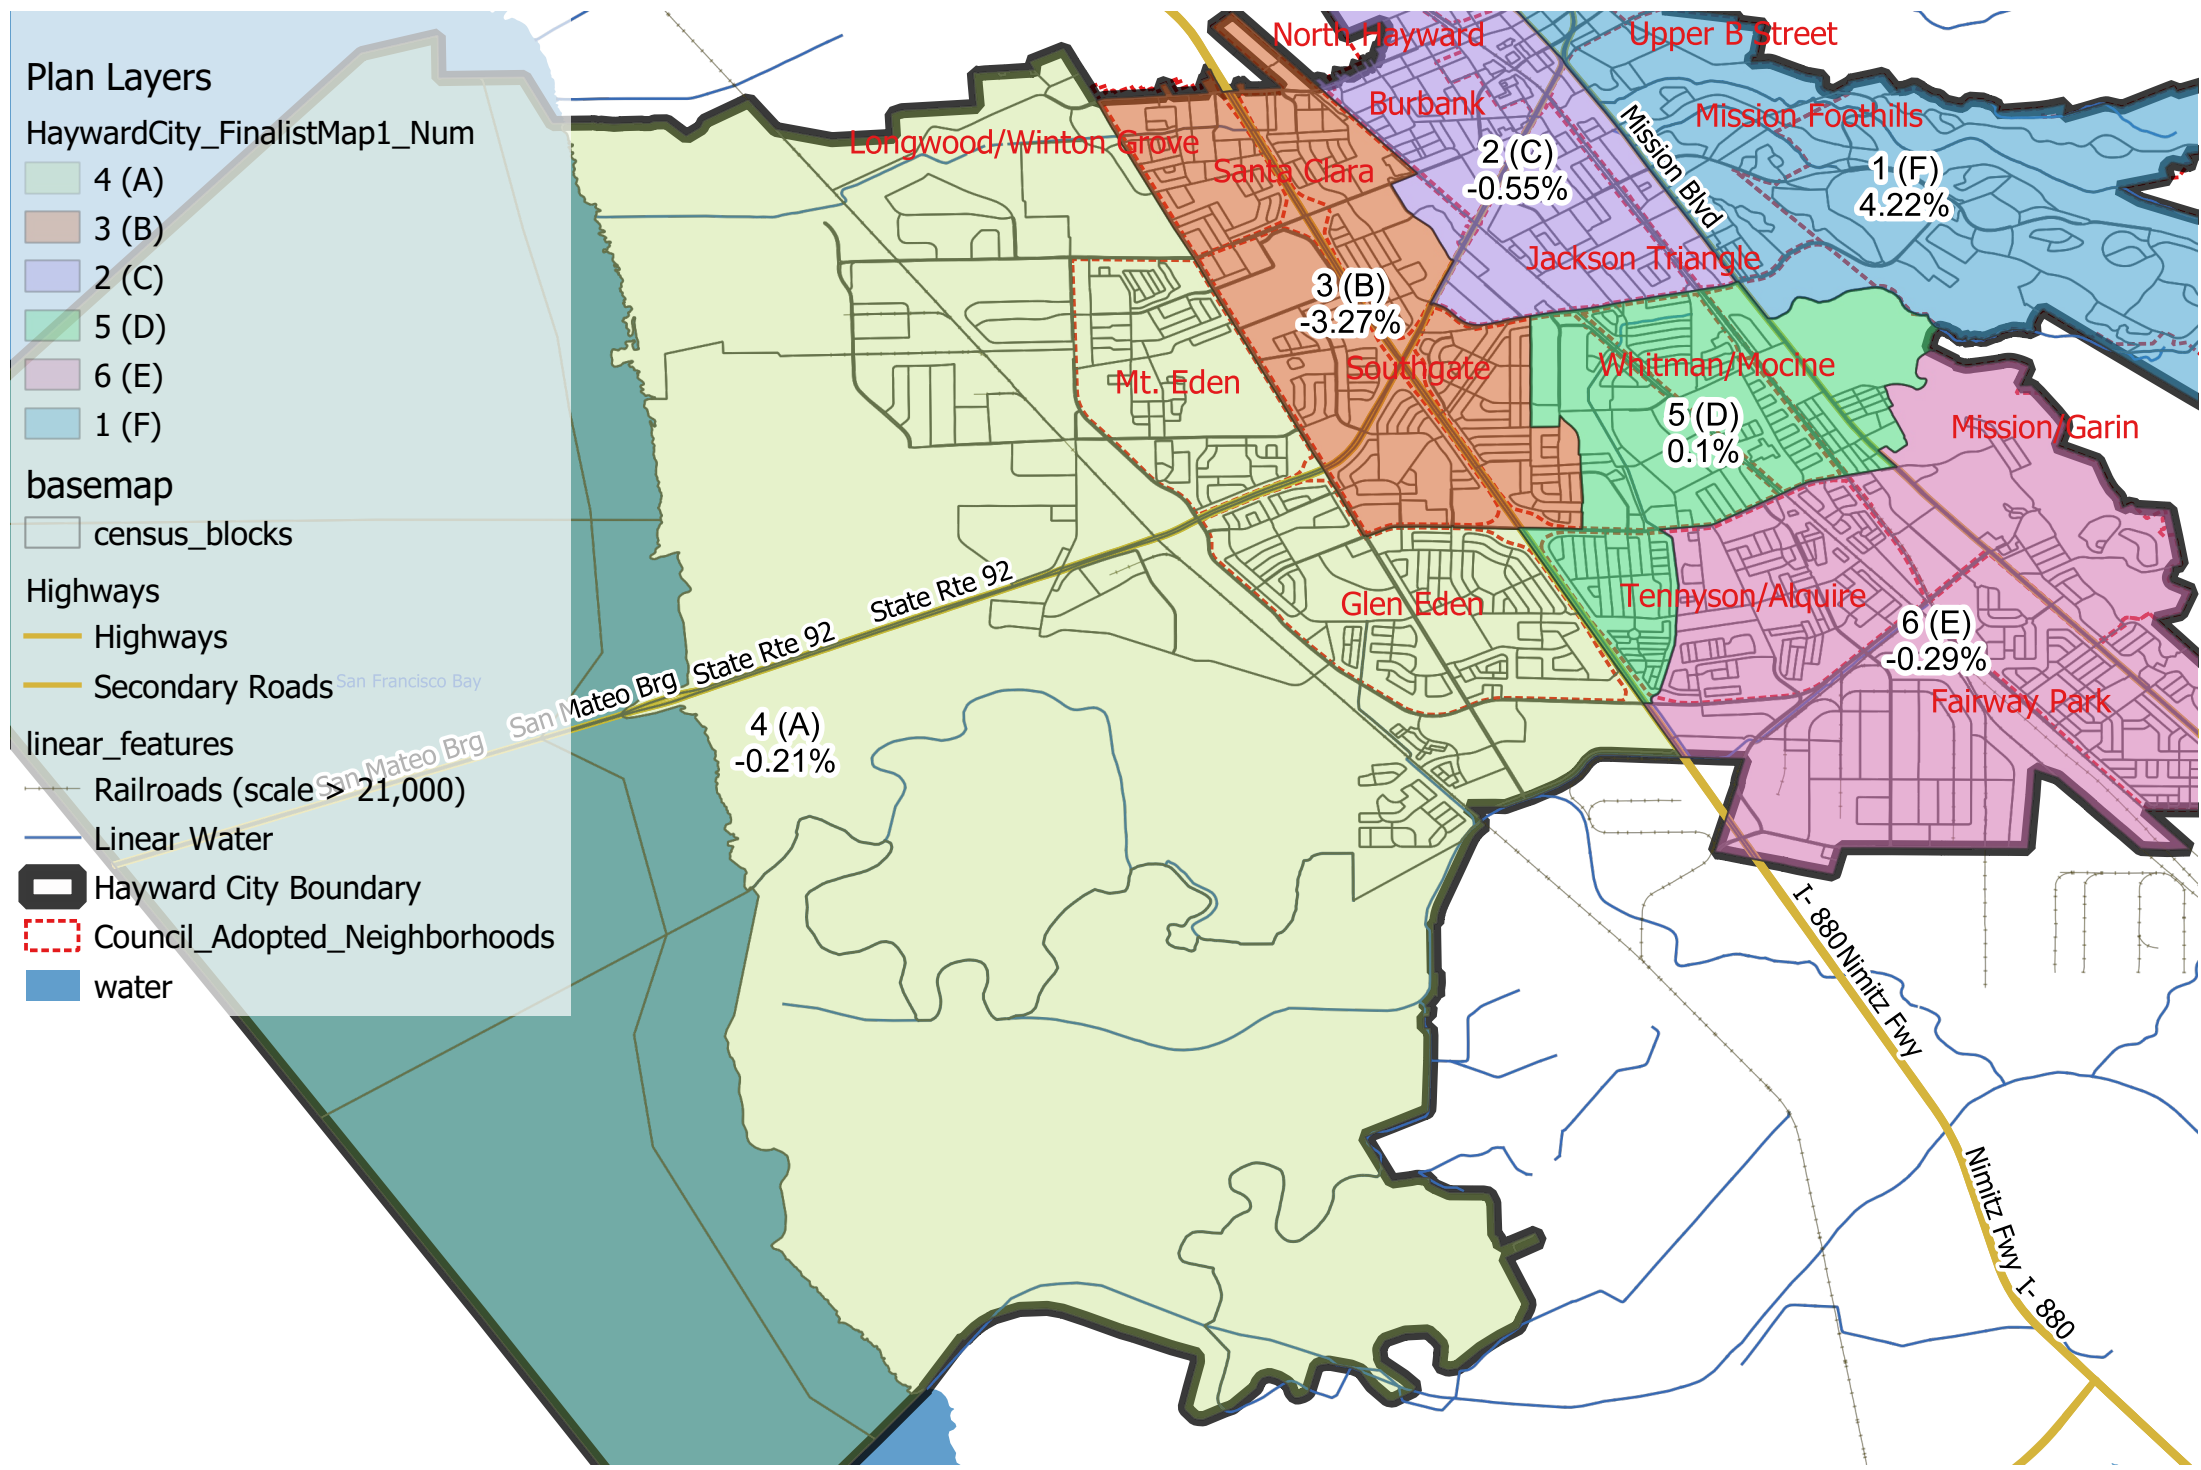 Plan Layers
HaywardCity_FinalistMap1_Num
4 (A)
3 (B)
2 (C)
5 (D)
6 (E)
1 (F)
basemap
census_blocks
Highways
Highways
Secondary Roads
San Francisco Bay
linear_features
Railroads (scale > 21,000)
Linear Water
Hayward City Boundary
Council_Adopted_Neighborhoods
water
North Hayward
Upper B Street
Burbank
Mission Foothills
Longwood/Winton Grove
Santa Clara
2 (C)
-0.55%
Mission Blvd
1 (F)
4.22%
Jackson Triangle
3 (B)
-3.27%
Mt. Eden
Southgate
Whitman/Mocine
5 (D)
0.1%
Mission/Garin
State Rte 92
State Rte 92
San Mateo Brg
San Mateo Brg
Glen Eden
Tennyson/Alquire
6 (E)
-0.29%
Fairway Park
4 (A)
-0.21%
I- 880
Nimitz Fwy
Nimitz Fwy
I- 880